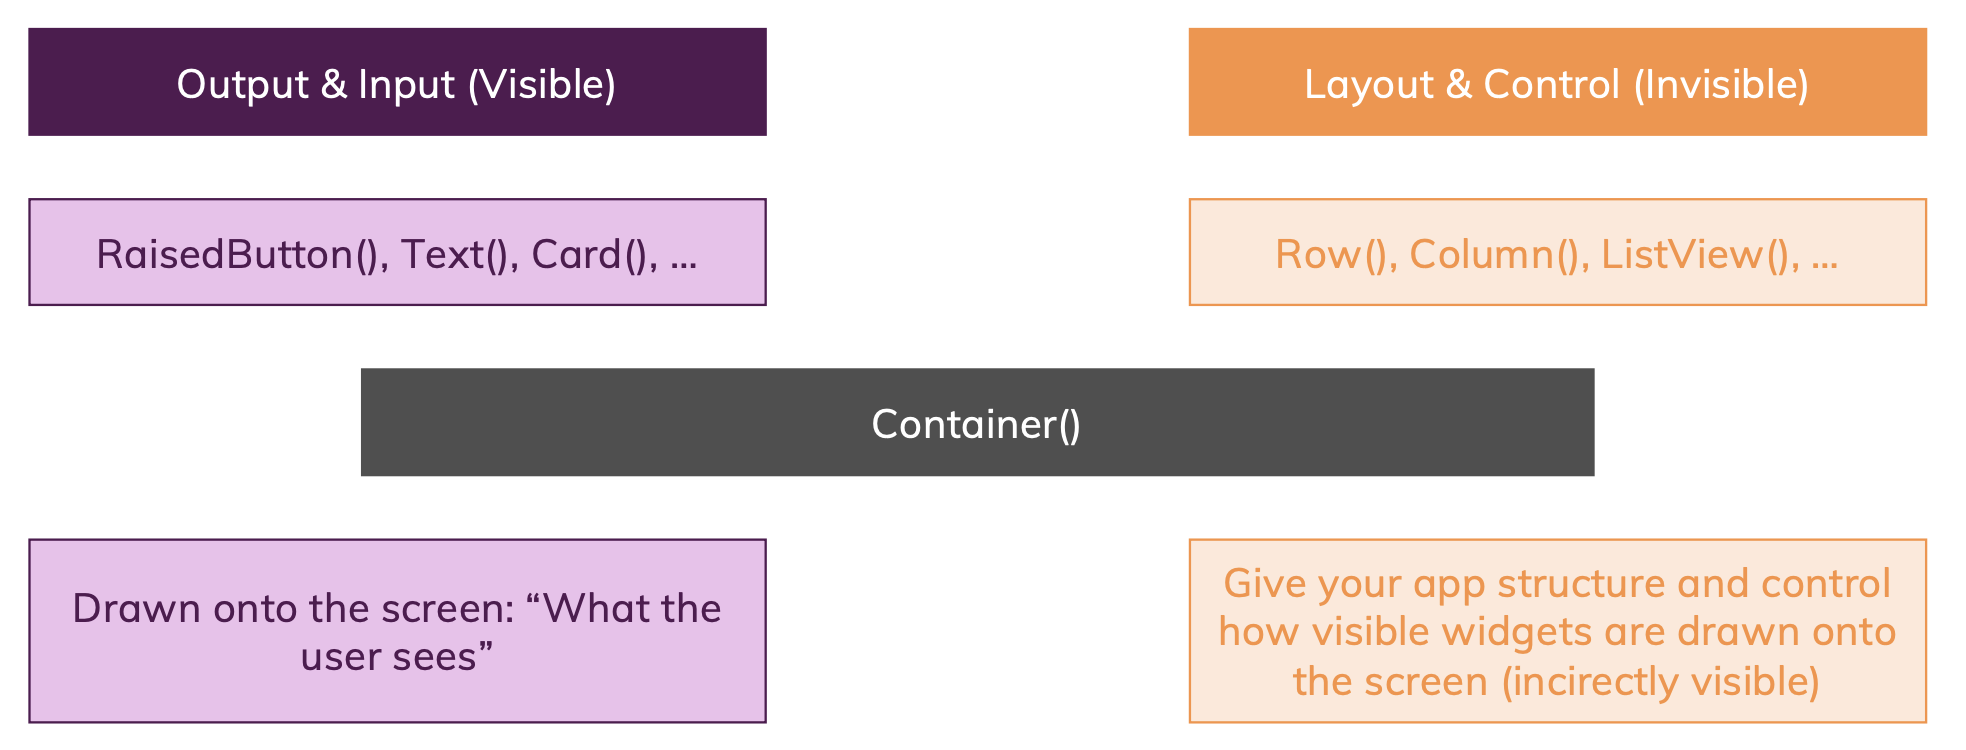 Output & Input (Visible)
Layout & Control (Invisible)
RaisedButton(), Text(), Card(), ...
Row(), Column(), ListView(), ...
Container()
Drawn onto the screen: “What the
user sees”
Give your app structure and control
how visible widgets are drawn onto
the screen (incirectly visible)